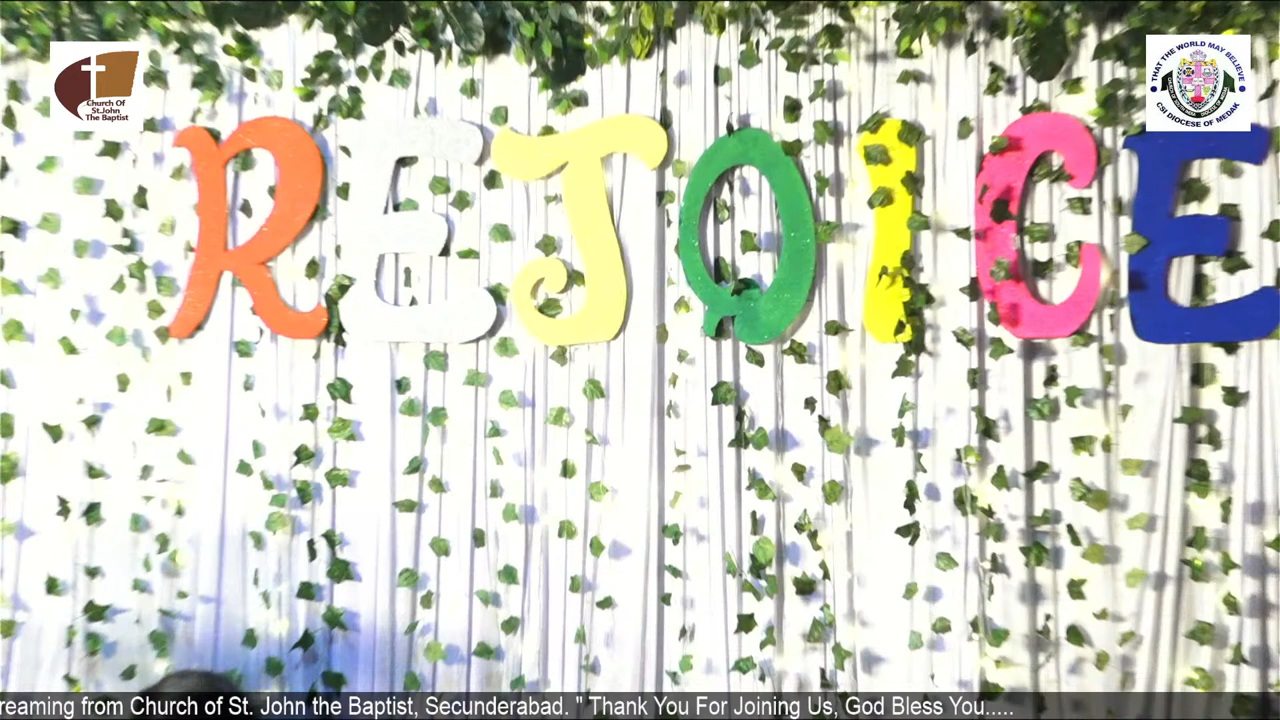 Church Of
St.John
The Baptist
THAT THE WORLD MAY BELIEVE
CSI DIOCESE OF MEDAK
REJOICE
reaming from Church of St. John the Baptist, Secunderabad. " Thank You For Joining Us, God Bless You.....